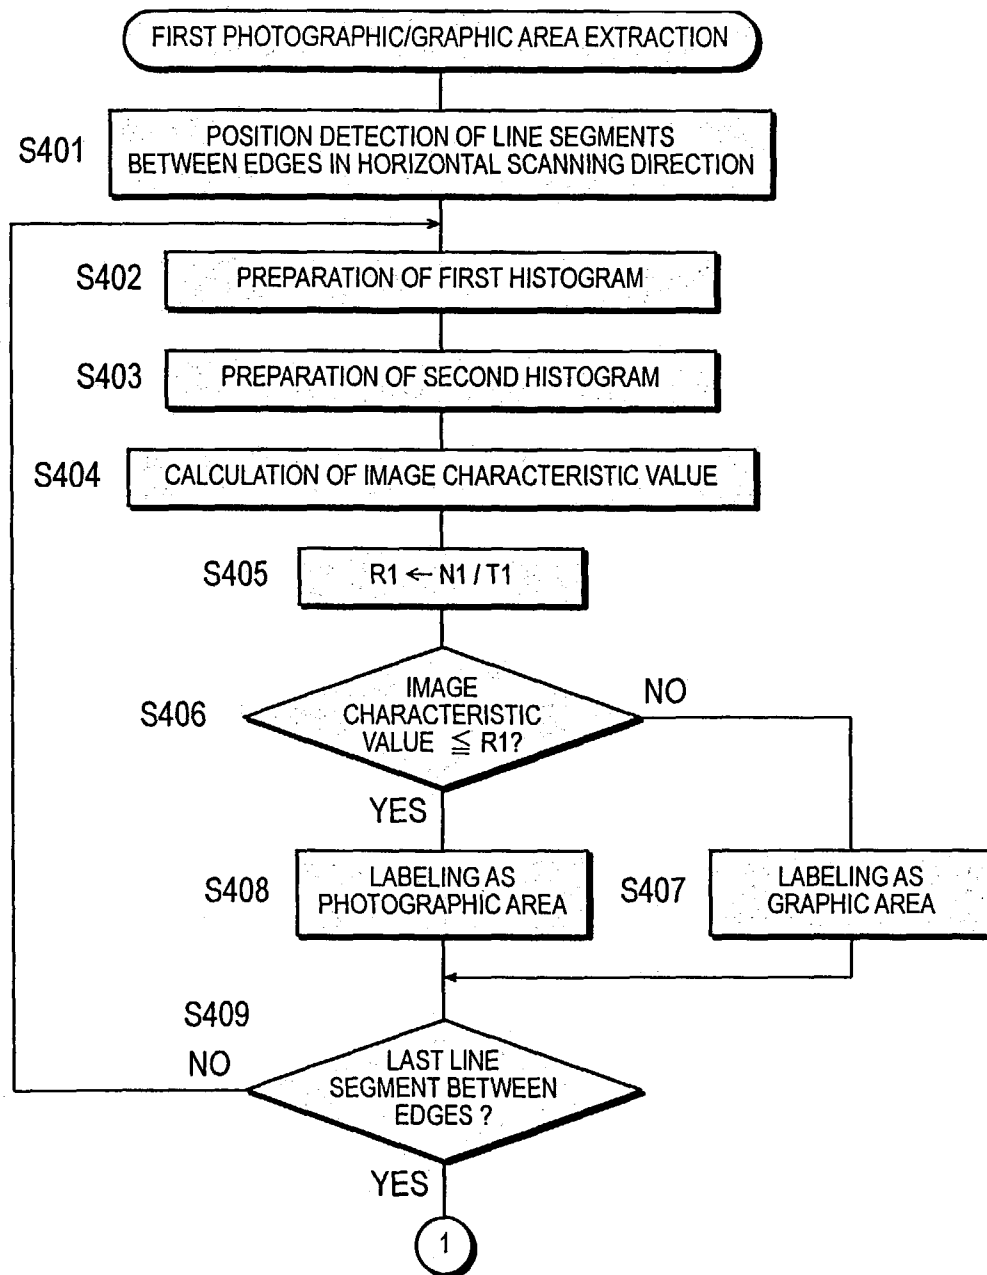 FIRST PHOTOGRAPHIC/GRAPHIC AREA EXTRACTION
S401
POSITION DETECTION OF LINE SEGMENTS
BETWEEN EDGES IN HORIZONTAL SCANNING DIRECTION
S402
PREPARATION OF FIRST HISTOGRAM
S403
PREPARATION OF SECOND HISTOGRAM
S404
CALCULATION OF IMAGE CHARACTERISTIC VALUE
S405
R1 ← N1 / T1
S406
IMAGE
CHARACTERISTIC
VALUE ≦ R1?
NO
YES
S408
LABELING AS
PHOTOGRAPHIC AREA
S407
LABELING AS
GRAPHIC AREA
S409
NO
LAST LINE
SEGMENT BETWEEN
EDGES ?
YES
1